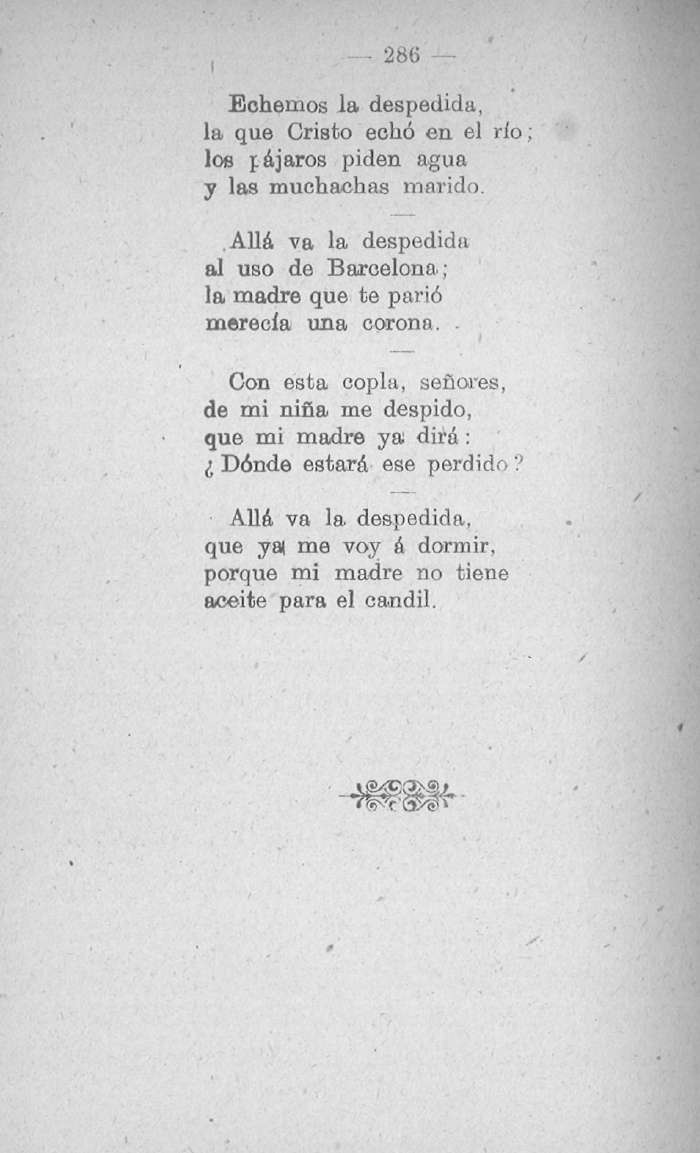 — 286 —
Echemos la despedida,
la que Cristo echó en el río;
los pájaros piden agua
y las muchachas marido.
Allá va la despedida
al uso de Barcelona;
la madre que te parió
merecía una corona.
Con esta copla, señores,
de mi niña me despido,
que mi madre ya dirá:
¿Dónde estará ese perdido?
Allá va la despedida,
que ya me voy á dormir,
porque mi madre no tiene
aceite para el candil.